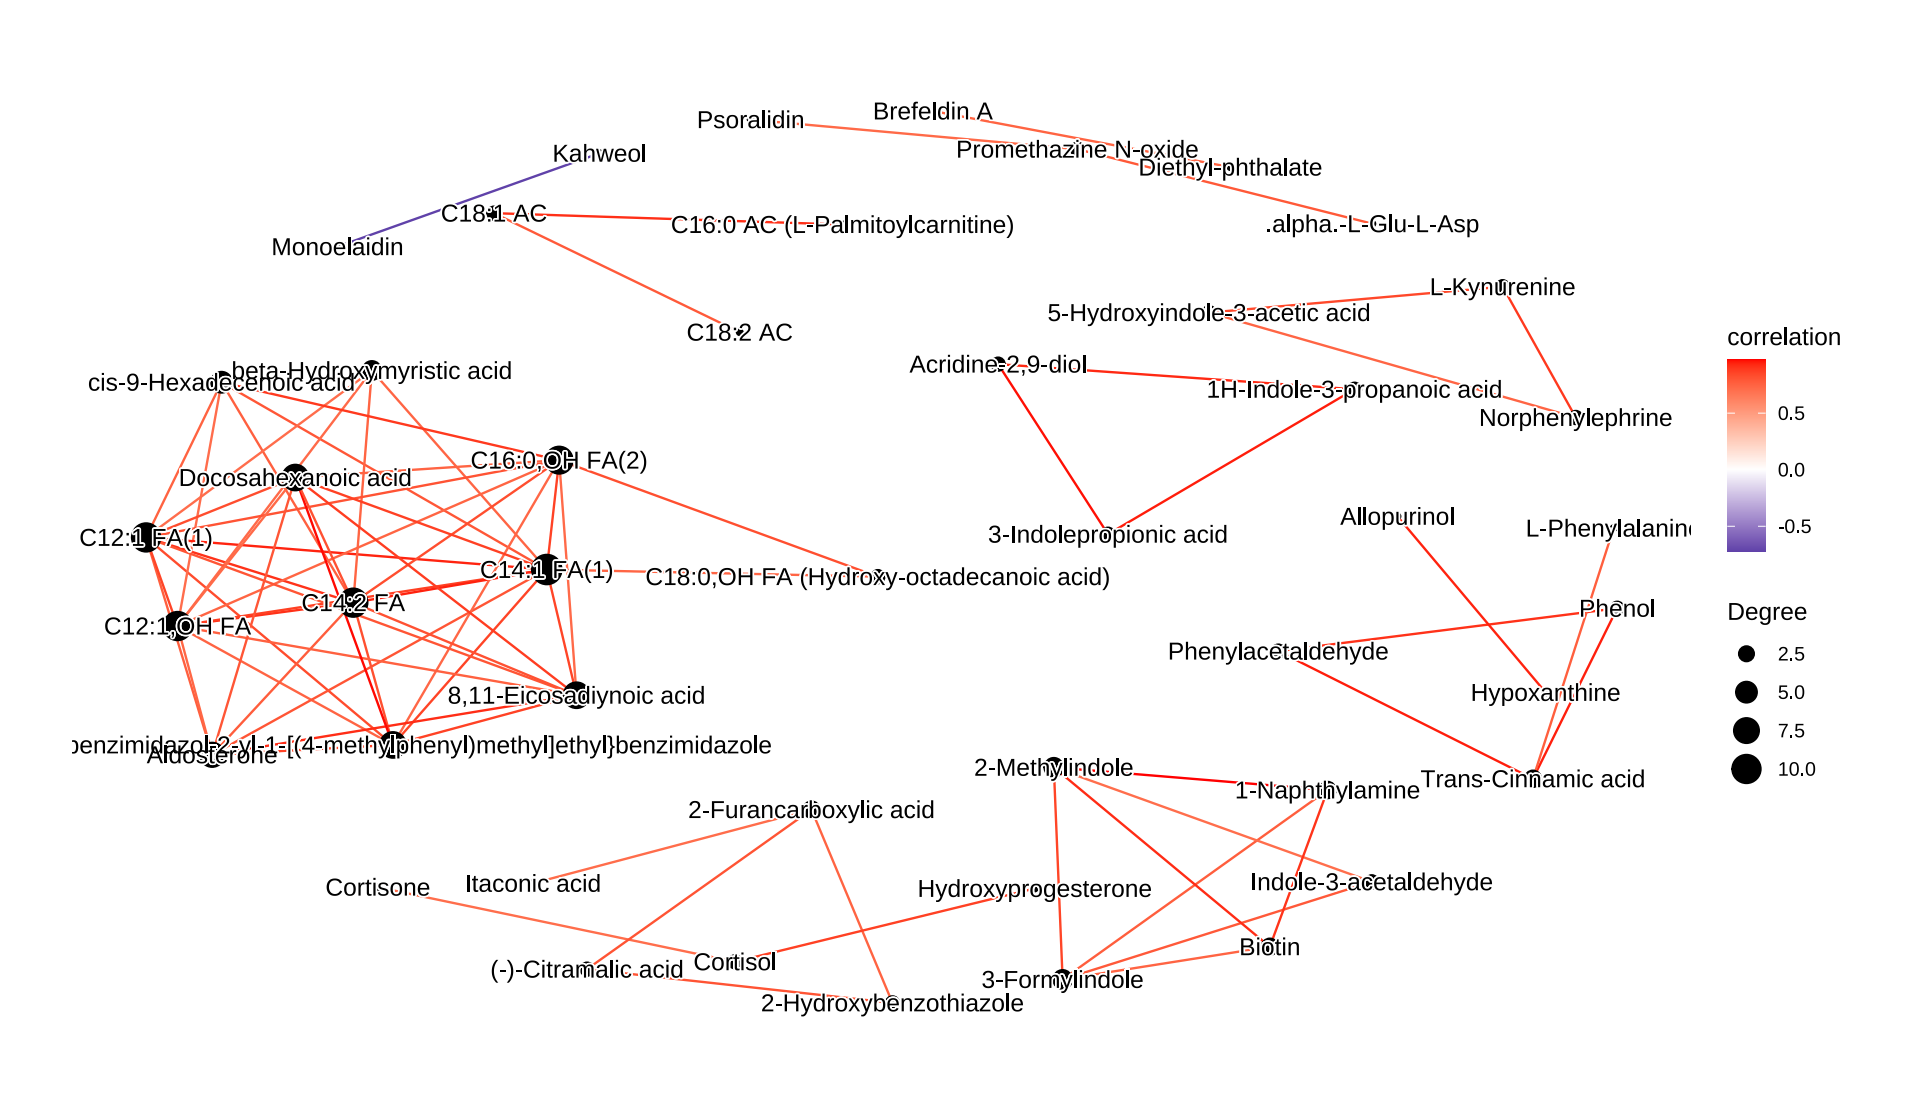 Brefeldin A
Psoralidin
Promethazine N-oxide
Kahweol
Diethyl-phthalate
C18:1 AC
C16:0 AC (L-Palmitoylcarnitine)
.alpha.-L-Glu-L-Asp
Monoelaidin
L-Kynurenine
5-Hydroxyindole-3-acetic acid
C18:2 AC
correlation
Acridine-2,9-diol
beta-Hydroxymyristic acid
cis-9-Hexadecenoic acid
1H-Indole-3-propanoic acid
0.5
Norphenylephrine
C16:0,OH FA(2)
0.0
Docosahexanoic acid
Allopurinol
-0.5
L-Phenylalanine
3-Indolepropionic acid
C12:1 FA(1)
C14:1 FA(1)
C18:0,OH FA (Hydroxy-octadecanoic acid)
C14:2 FA
Phenol
Degree
C12:1,OH FA
Phenylacetaldehyde
2.5
8,11-Eicosadiynoic acid
Hypoxanthine
5.0
7.5
benzimidazol-2-yl-1-[(4-methylphenyl)methyl]ethyl}benzimidazole
Aldosterone
2-Methylindole
10.0
Trans-Cinnamic acid
1-Naphthylamine
2-Furancarboxylic acid
Cortisone
Itaconic acid
Hydroxyprogesterone
Indole-3-acetaldehyde
Biotin
(-)-Citramalic acid
Cortisol
3-Formylindole
2-Hydroxybenzothiazole